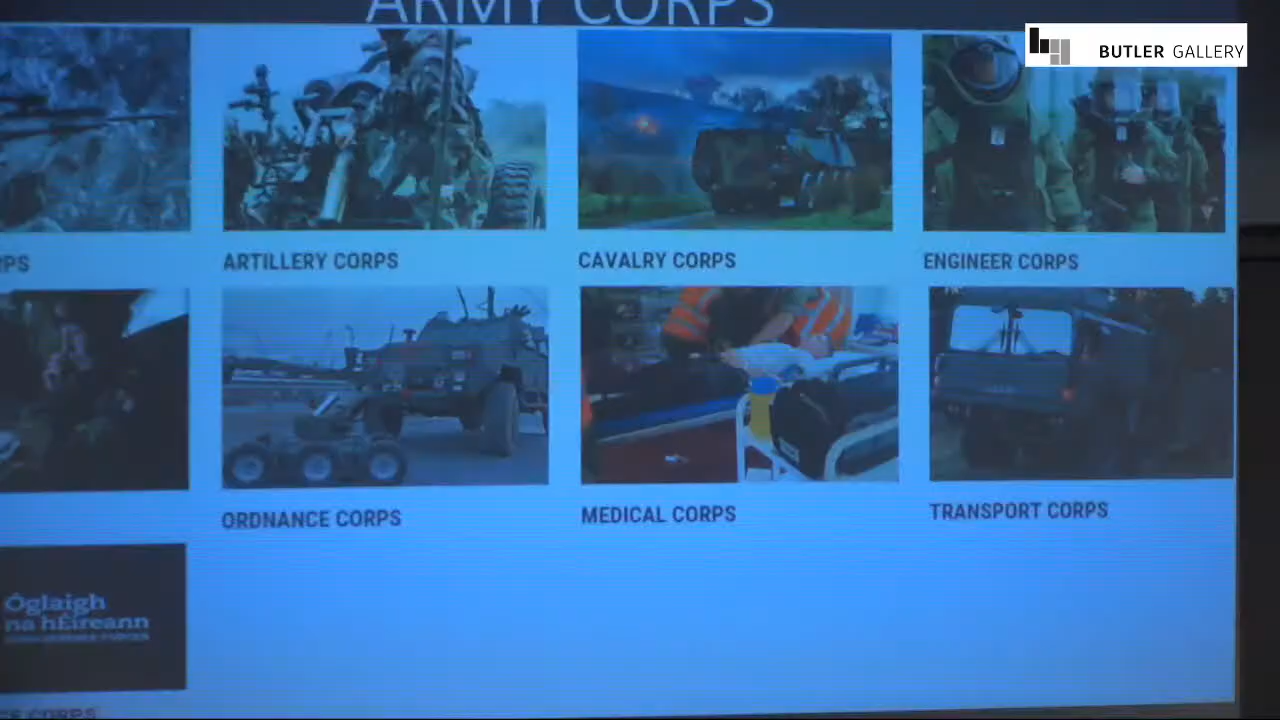 ARMY CORPS
BUTLER GALLERY
ARTILLERY CORPS
CAVALRY CORPS
ENGINEER CORPS
ORDNANCE CORPS
MEDICAL CORPS
TRANSPORT CORPS
Óglaigh
na hÉireann
CORPS